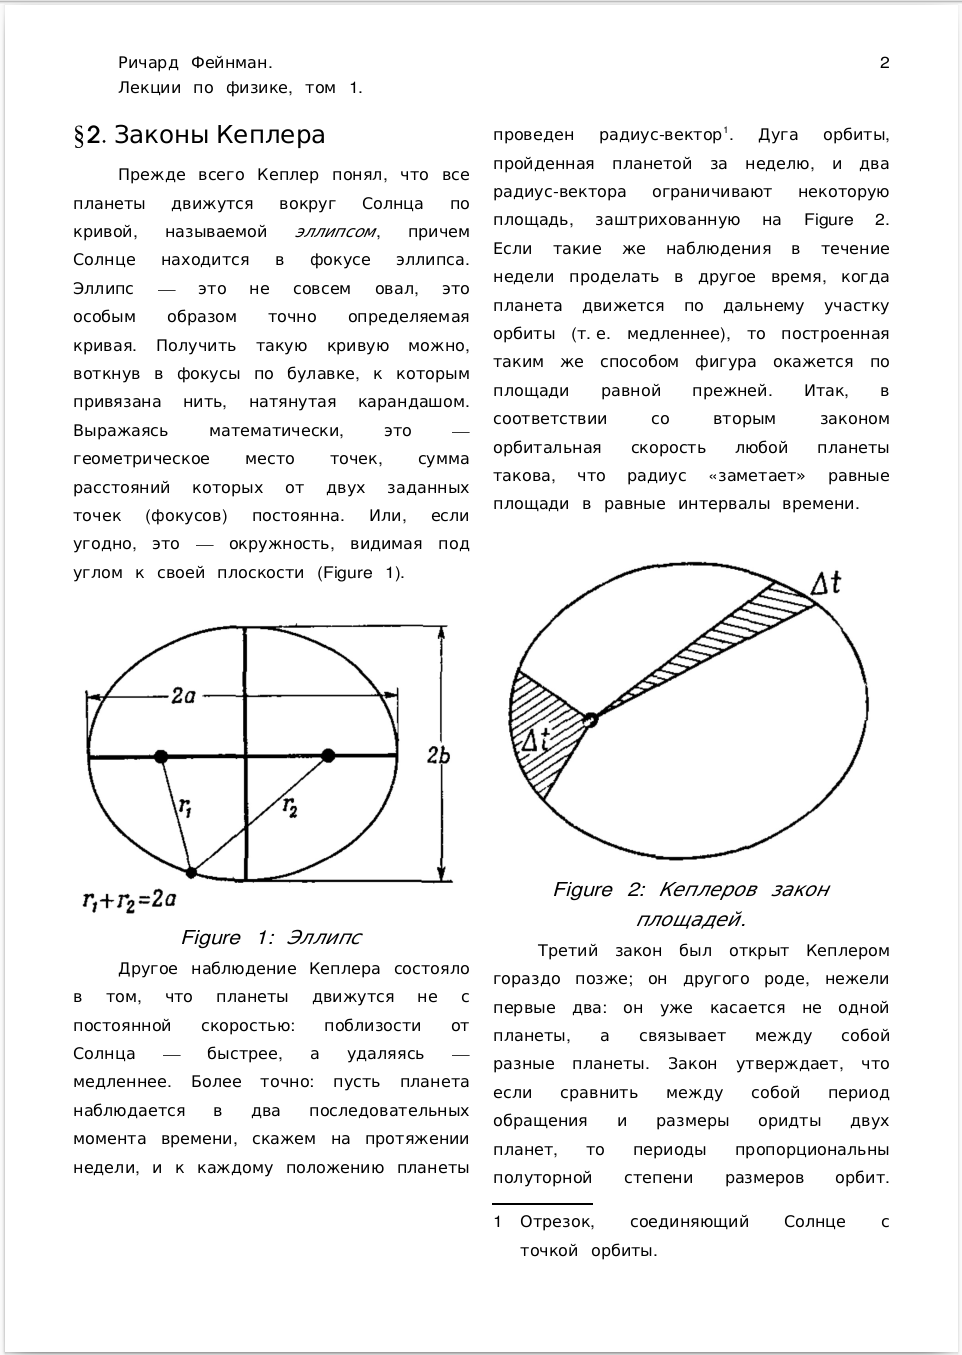 Ричард Фейнман.
2
Лекции по физике, том 1.
§2. Законы Кеплера
Прежде всего Кеплер понял, что все
планеты движутся вокруг Солнца по
кривой, называемой эллипсом, причем
Солнце находится в фокусе эллипса.
Эллипс — это не совсем овал, это
особым образом точно определяемая
кривая. Получить такую кривую можно,
воткнув в фокусы по булавке, к которым
привязана нить, натянутая карандашом.
Выражаясь математически, это —
геометрическое место точек, сумма
расстояний которых от двух заданных
точек (фокусов) постоянна. Или, если
угодно, это — окружность, видимая под
углом к своей плоскости (Figure 1).
2a
2b
r₁
r₂
r₁+r₂=2a
Figure 1: Эллипс
Другое наблюдение Кеплера состояло
в том, что планеты движутся не с
постоянной скоростью: поблизости от
Солнца — быстрее, а удаляясь —
медленнее. Более точно: пусть планета
наблюдается в два последовательных
момента времени, скажем на протяжении
недели, и к каждому положению планеты
проведен радиус-вектор¹. Дуга орбиты,
пройденная планетой за неделю, и два
радиус-вектора ограничивают некоторую
площадь, заштрихованную на Figure 2.
Если такие же наблюдения в течение
недели проделать в другое время, когда
планета движется по дальнему участку
орбиты (т. е. медленнее), то построенная
таким же способом фигура окажется по
площади равной прежней. Итак, в
соответствии со вторым законом
орбитальная скорость любой планеты
такова, что радиус «заметает» равные
площади в равные интервалы времени.
Δt
Δt
Figure 2: Кеплеров закон
площадей.
Третий закон был открыт Кеплером
гораздо позже; он другого роде, нежели
первые два: он уже касается не одной
планеты, а связывает между собой
разные планеты. Закон утверждает, что
если сравнить между собой период
обращения и размеры оридты двух
планет, то периоды пропорциональны
полуторной степени размеров орбит.
1 Отрезок, соединяющий Солнце с
точкой орбиты.